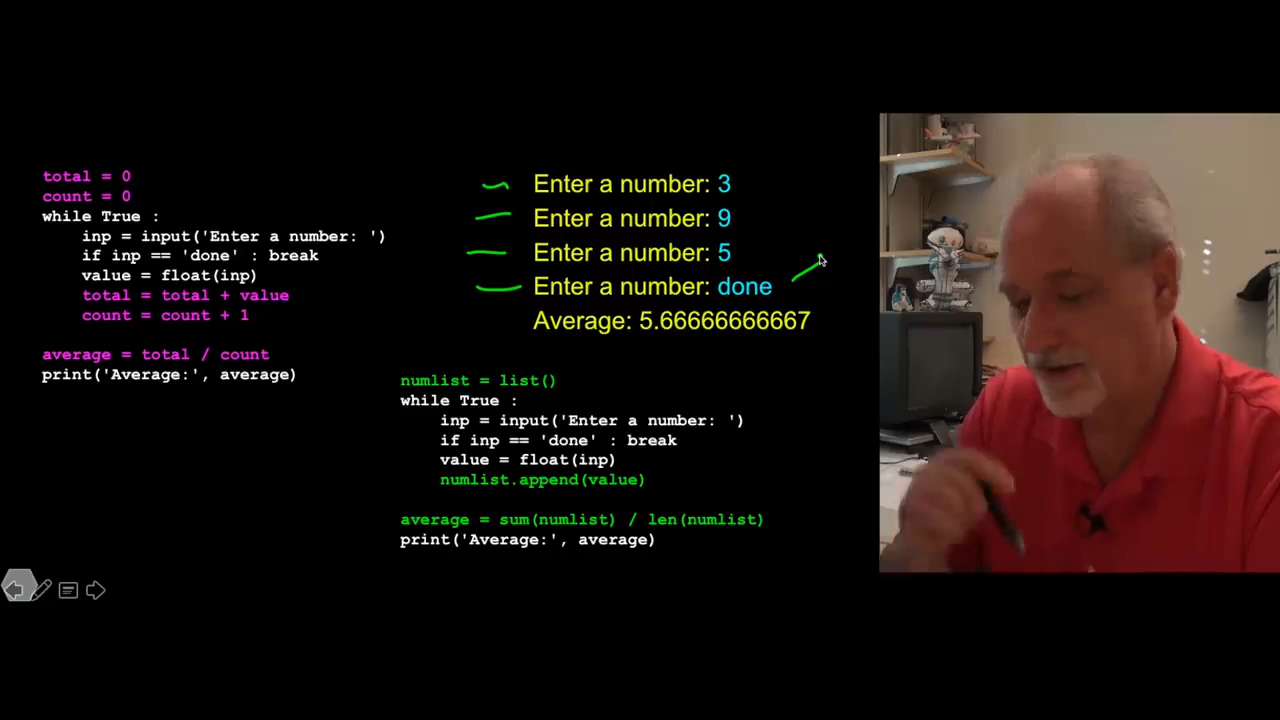 total = 0
count = 0
while True :
    inp = input('Enter a number: ')
    if inp == 'done' : break
    value = float(inp)
    total = total + value
    count = count + 1
average = total / count
print('Average:', average)
Enter a number: 3
Enter a number: 9
Enter a number: 5
Enter a number: done
Average: 5.66666666667
numlist = list()
while True :
    inp = input('Enter a number: ')
    if inp == 'done' : break
    value = float(inp)
    numlist.append(value)
average = sum(numlist) / len(numlist)
print('Average:', average)